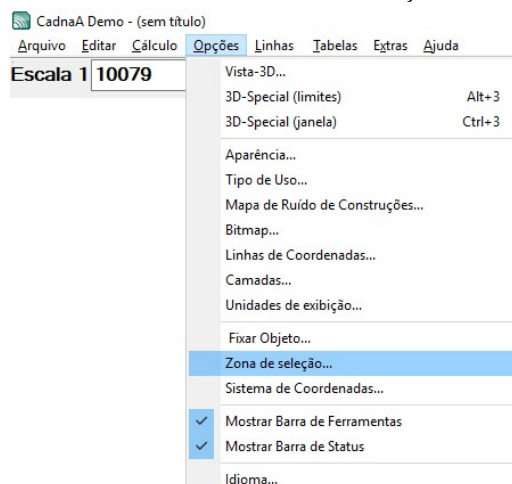 CadnaA Demo - (sem título)
Arquivo Editar Cálculo Opções Linhas Tabelas Extras Ajuda
Escala 1 10079
Vista-3D...
3D-Special (limites) Alt+3
3D-Special (janela) Ctrl+3
Aparência...
Tipo de Uso...
Mapa de Ruído de Construções...
Bitmap...
Linhas de Coordenadas...
Camadas...
Unidades de exibição...
Fixar Objeto...
Zona de seleção...
Sistema de Coordenadas...
Mostrar Barra de Ferramentas
Mostrar Barra de Status
Idioma...